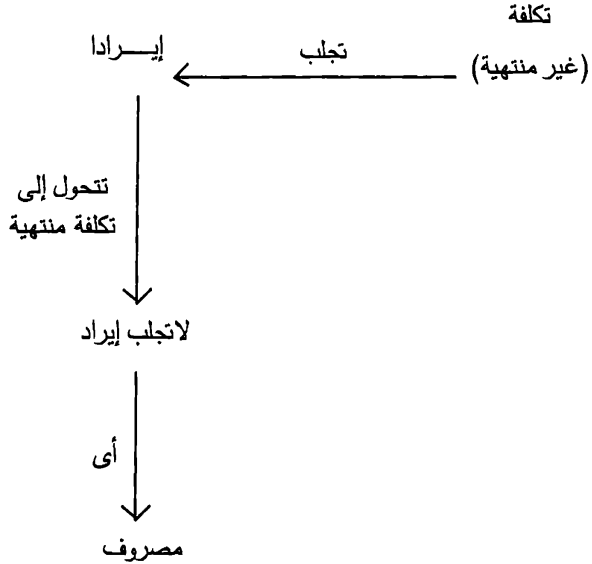 تكلفة
(غير منتهية)
تجلب
إيـــرادا
تتحول إلى
تكلفة منتهية
لاتجلب إيراد
أى
مصروف